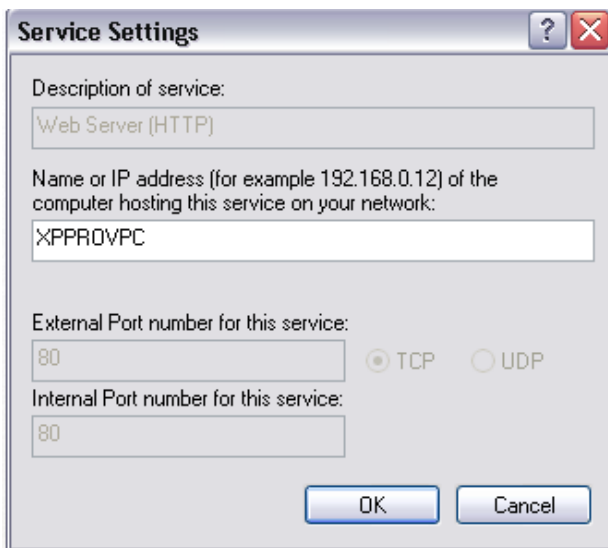 Service Settings
?
Description of service:
Web Server (HTTP)
Name or IP address (for example 192.168.0.12) of the
computer hosting this service on your network:
XPPROVPC
External Port number for this service:
80 TCP UDP
Internal Port number for this service:
80
OK Cancel